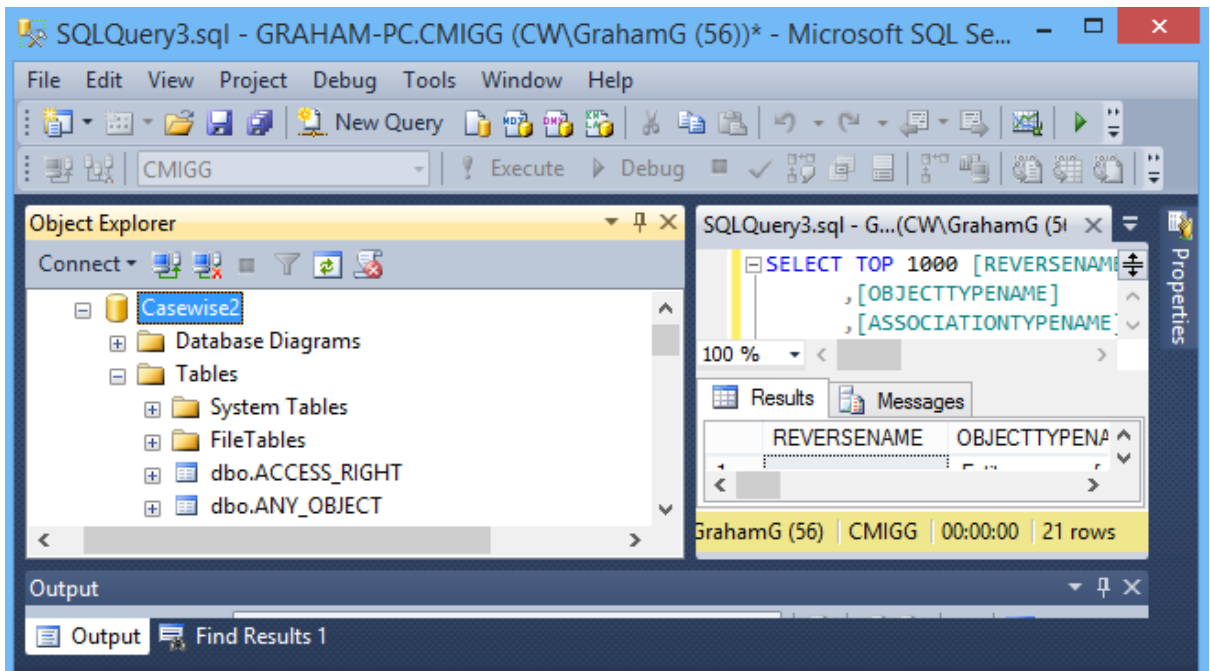 SQLQuery3.sql - GRAHAM-PC.CMIGG (CW\GrahamG (56))* - Microsoft SQL Se...
File Edit View Project Debug Tools Window Help
New Query
CMIGG Execute Debug
Object Explorer
Connect
Casewise2
Database Diagrams
Tables
System Tables
FileTables
dbo.ACCESS_RIGHT
dbo.ANY_OBJECT
SQLQuery3.sql - G...(CW\GrahamG (5
SELECT TOP 1000 [REVERSENAME
,[OBJECTTYPENAME]
,[ASSOCIATIONTYPENAME]
100 %
Results Messages
REVERSENAME OBJECTTYPENA
GrahamG (56) CMIGG 00:00:00 21 rows
Properties
Output
Output Find Results 1